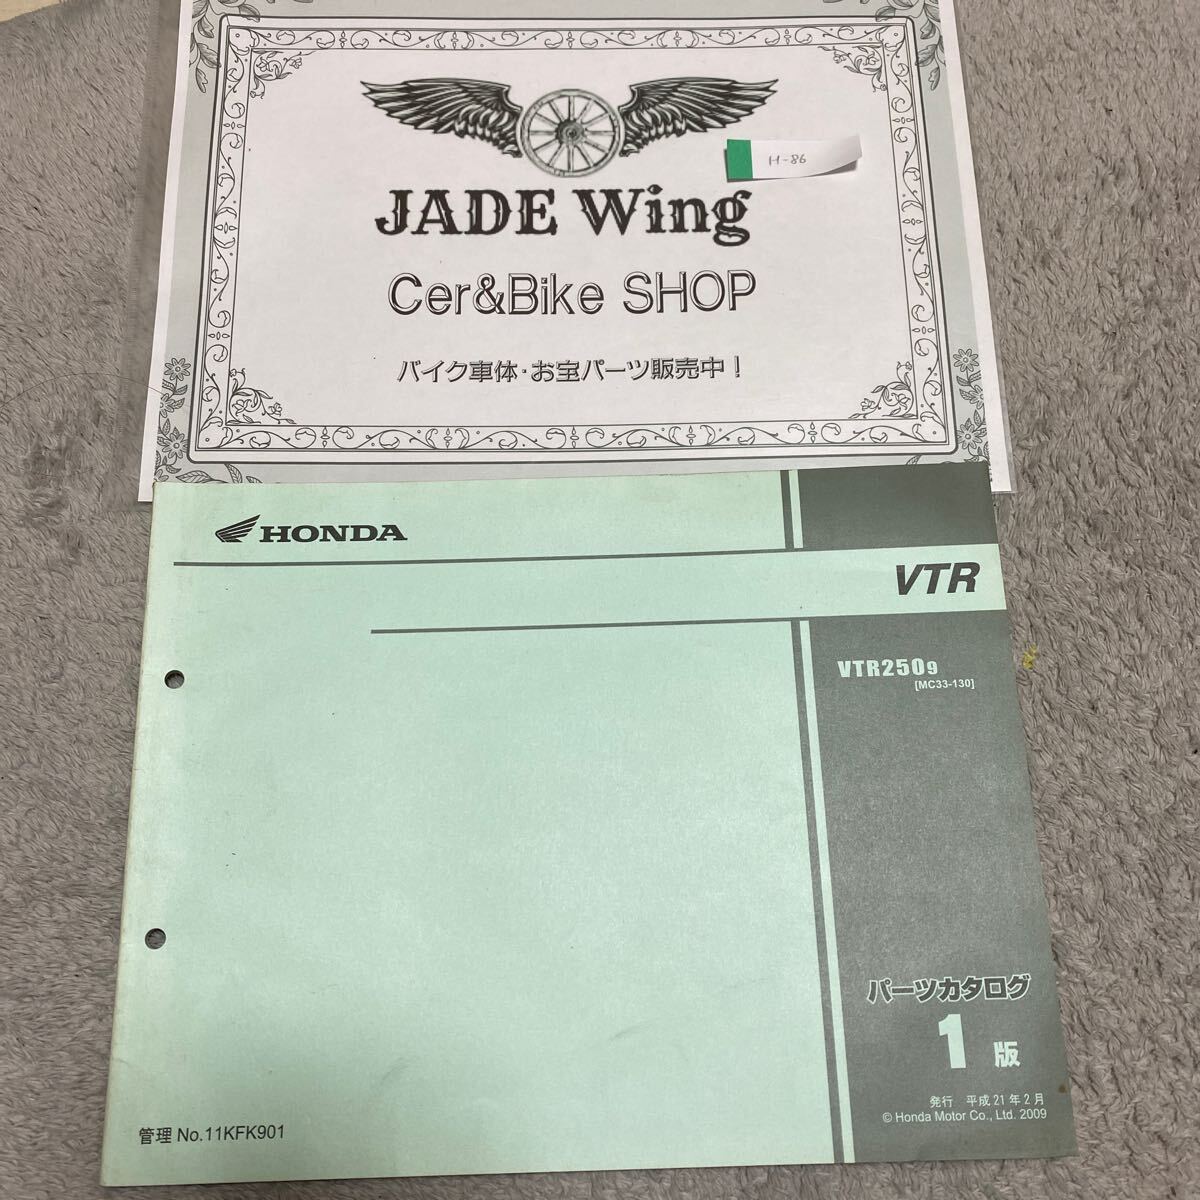 H-86
JADE Wing
Cer&Bike SHOP
バイク車体・お宝パーツ販売中！
HONDA
VTR
VTR2509
[MC33-130]
パーツカタログ
1 版
発行 平成21年2月
© Honda Motor Co., Ltd. 2009
管理 No.11KFK901